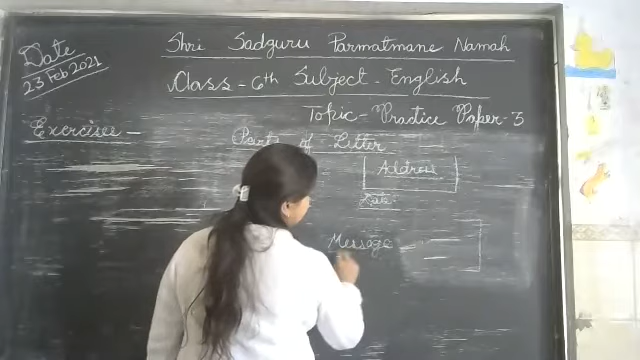 Date
23 Feb 2021
Shri Sadguru Parmatmane Namah
Class - 6th Subject - English
Topic - Practice Paper - 3
Exercises -
Parts of Letter
Address
Date
Message